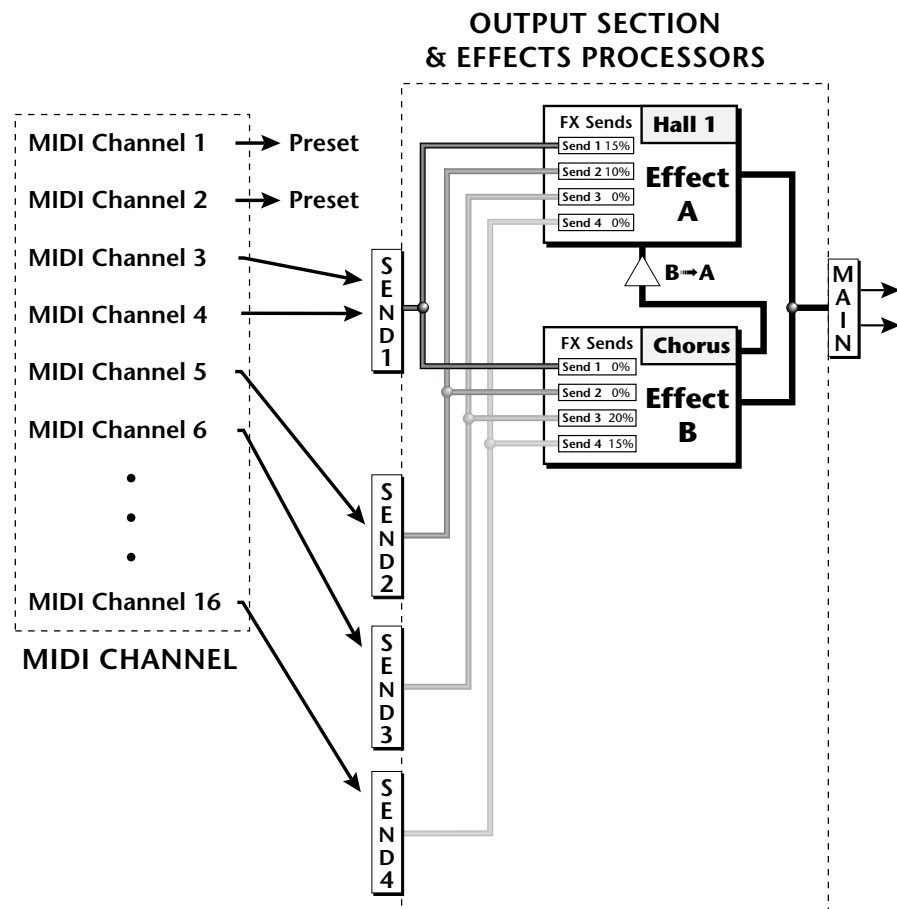 OUTPUT SECTION
& EFFECTS PROCESSORS
MIDI Channel 1
Preset
MIDI Channel 2
Preset
MIDI Channel 3
MIDI Channel 4
MIDI Channel 5
MIDI Channel 6
MIDI Channel 16
MIDI CHANNEL
SEND1
SEND2
SEND3
SEND4
FX Sends
Hall 1
Send 1 15%
Send 2 10%
Send 3 0%
Send 4 0%
Effect
A
B→A
FX Sends
Chorus
Send 1 0%
Send 2 0%
Send 3 20%
Send 4 15%
Effect
B
MAIN